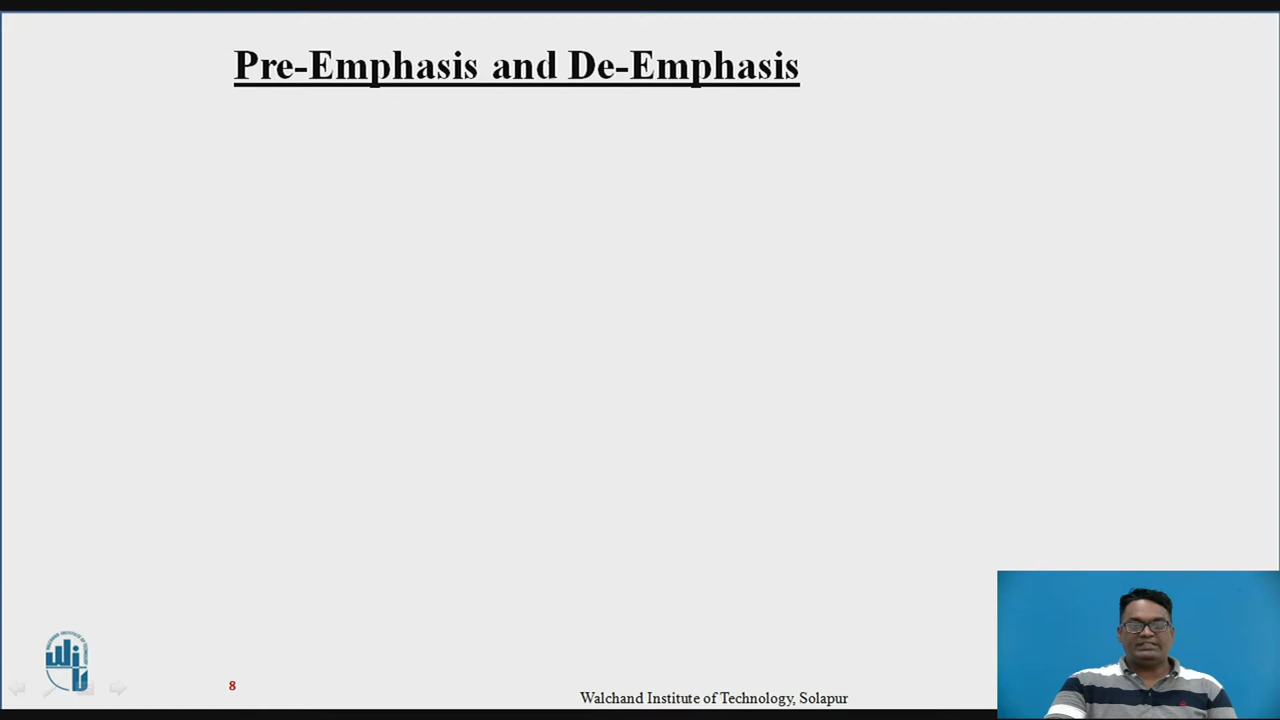 Pre-Emphasis and De-Emphasis
8
Walchand Institute of Technology, Solapur